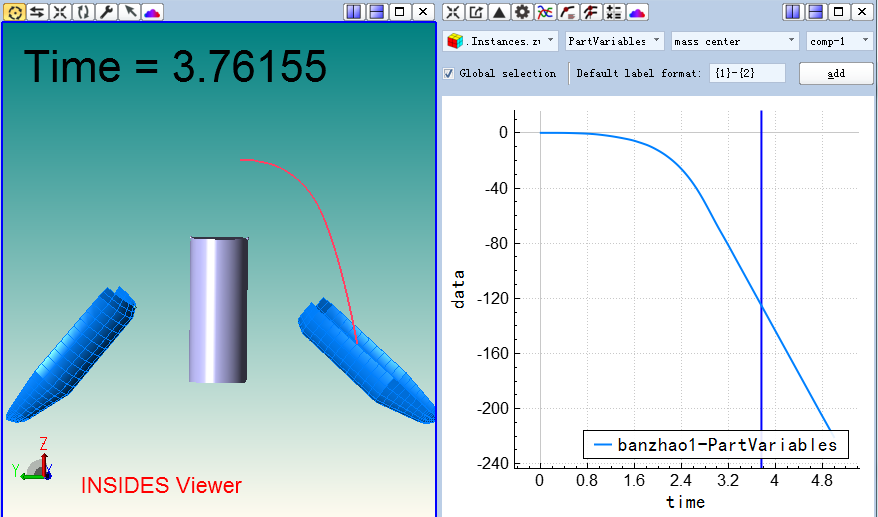 Time = 3.76155
Z
Y
INSIDES Viewer
.Instances.zv
PartVariables
mass center
comp-1
Global selection
Default label format:
{1}-{2}
add
0
-40
-80
-120
-160
-200
-240
data
banzhao1-PartVariables
0 0.8 1.6 2.4 3.2 4 4.8
time